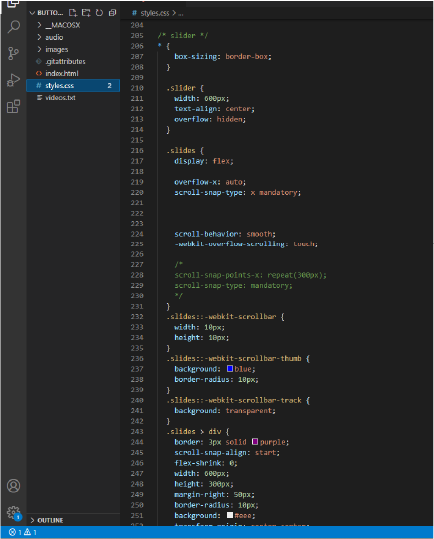 BUTTO...
__MACOSX
audio
images
.gitattributes
index.html
styles.css 2
videos.txt
OUTLINE
styles.css > ...
204
205 /* slider */
206 * {
207 box-sizing: border-box;
208 }
209
210 .slider {
211 width: 600px;
212 text-align: center;
213 overflow: hidden;
214 }
215
216 .slides {
217 display: flex;
218
219 overflow-x: auto;
220 scroll-snap-type: x mandatory;
221
222
223
224 scroll-behavior: smooth;
225 -webkit-overflow-scrolling: touch;
226
227 /*
228 scroll-snap-points-x: repeat(300px);
229 scroll-snap-type: mandatory;
230 */
231 }
232 .slides::-webkit-scrollbar {
233 width: 10px;
234 height: 10px;
235 }
236 .slides::-webkit-scrollbar-thumb {
237 background: blue;
238 border-radius: 10px;
239 }
240 .slides::-webkit-scrollbar-track {
241 background: transparent;
242 }
243 .slides > div {
244 border: 3px solid purple;
245 scroll-snap-align: start;
246 flex-shrink: 0;
247 width: 600px;
248 height: 300px;
249 margin-right: 50px;
250 border-radius: 10px;
251 background: #eee;
252 transform-origin: center center;
1
1 1